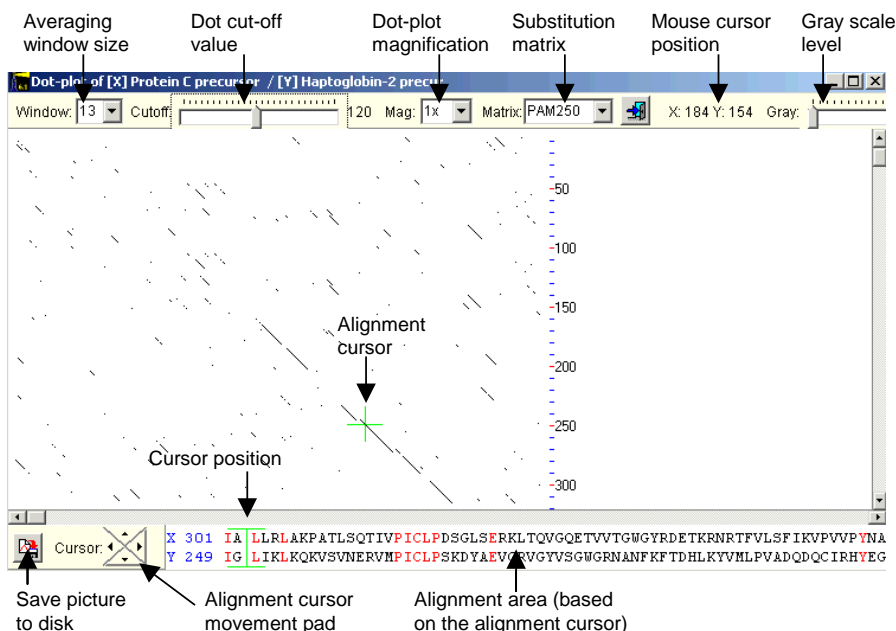 Averaging window size
Dot cut-off value
Dot-plot magnification
Substitution matrix
Mouse cursor position
Gray scale level
Dot-plot of [X] Protein C precursor / [Y] Haptoglobin-2 precur
Window: 13 Cutoff: 120 Mag: 1x Matrix: PAM250 X: 184 Y: 154 Gray:
-50
-100
-150
Alignment cursor
-200
-250
Cursor position
-300
Cursor:
X 301 IA LLRLAKPATLSQTIVPICLPDSGLSERKLTQVGQETVVTGWGYRDETKRNRTFVLSFIKVPVVPYNA
Y 249 IG LIKLKQKVSVNERVMPICLPSKDYAEVGRVGYVSGWGRNANFKFTDHLKYVMLPVADQDQCIRHYEG
Save picture to disk
Alignment cursor movement pad
Alignment area (based on the alignment cursor)